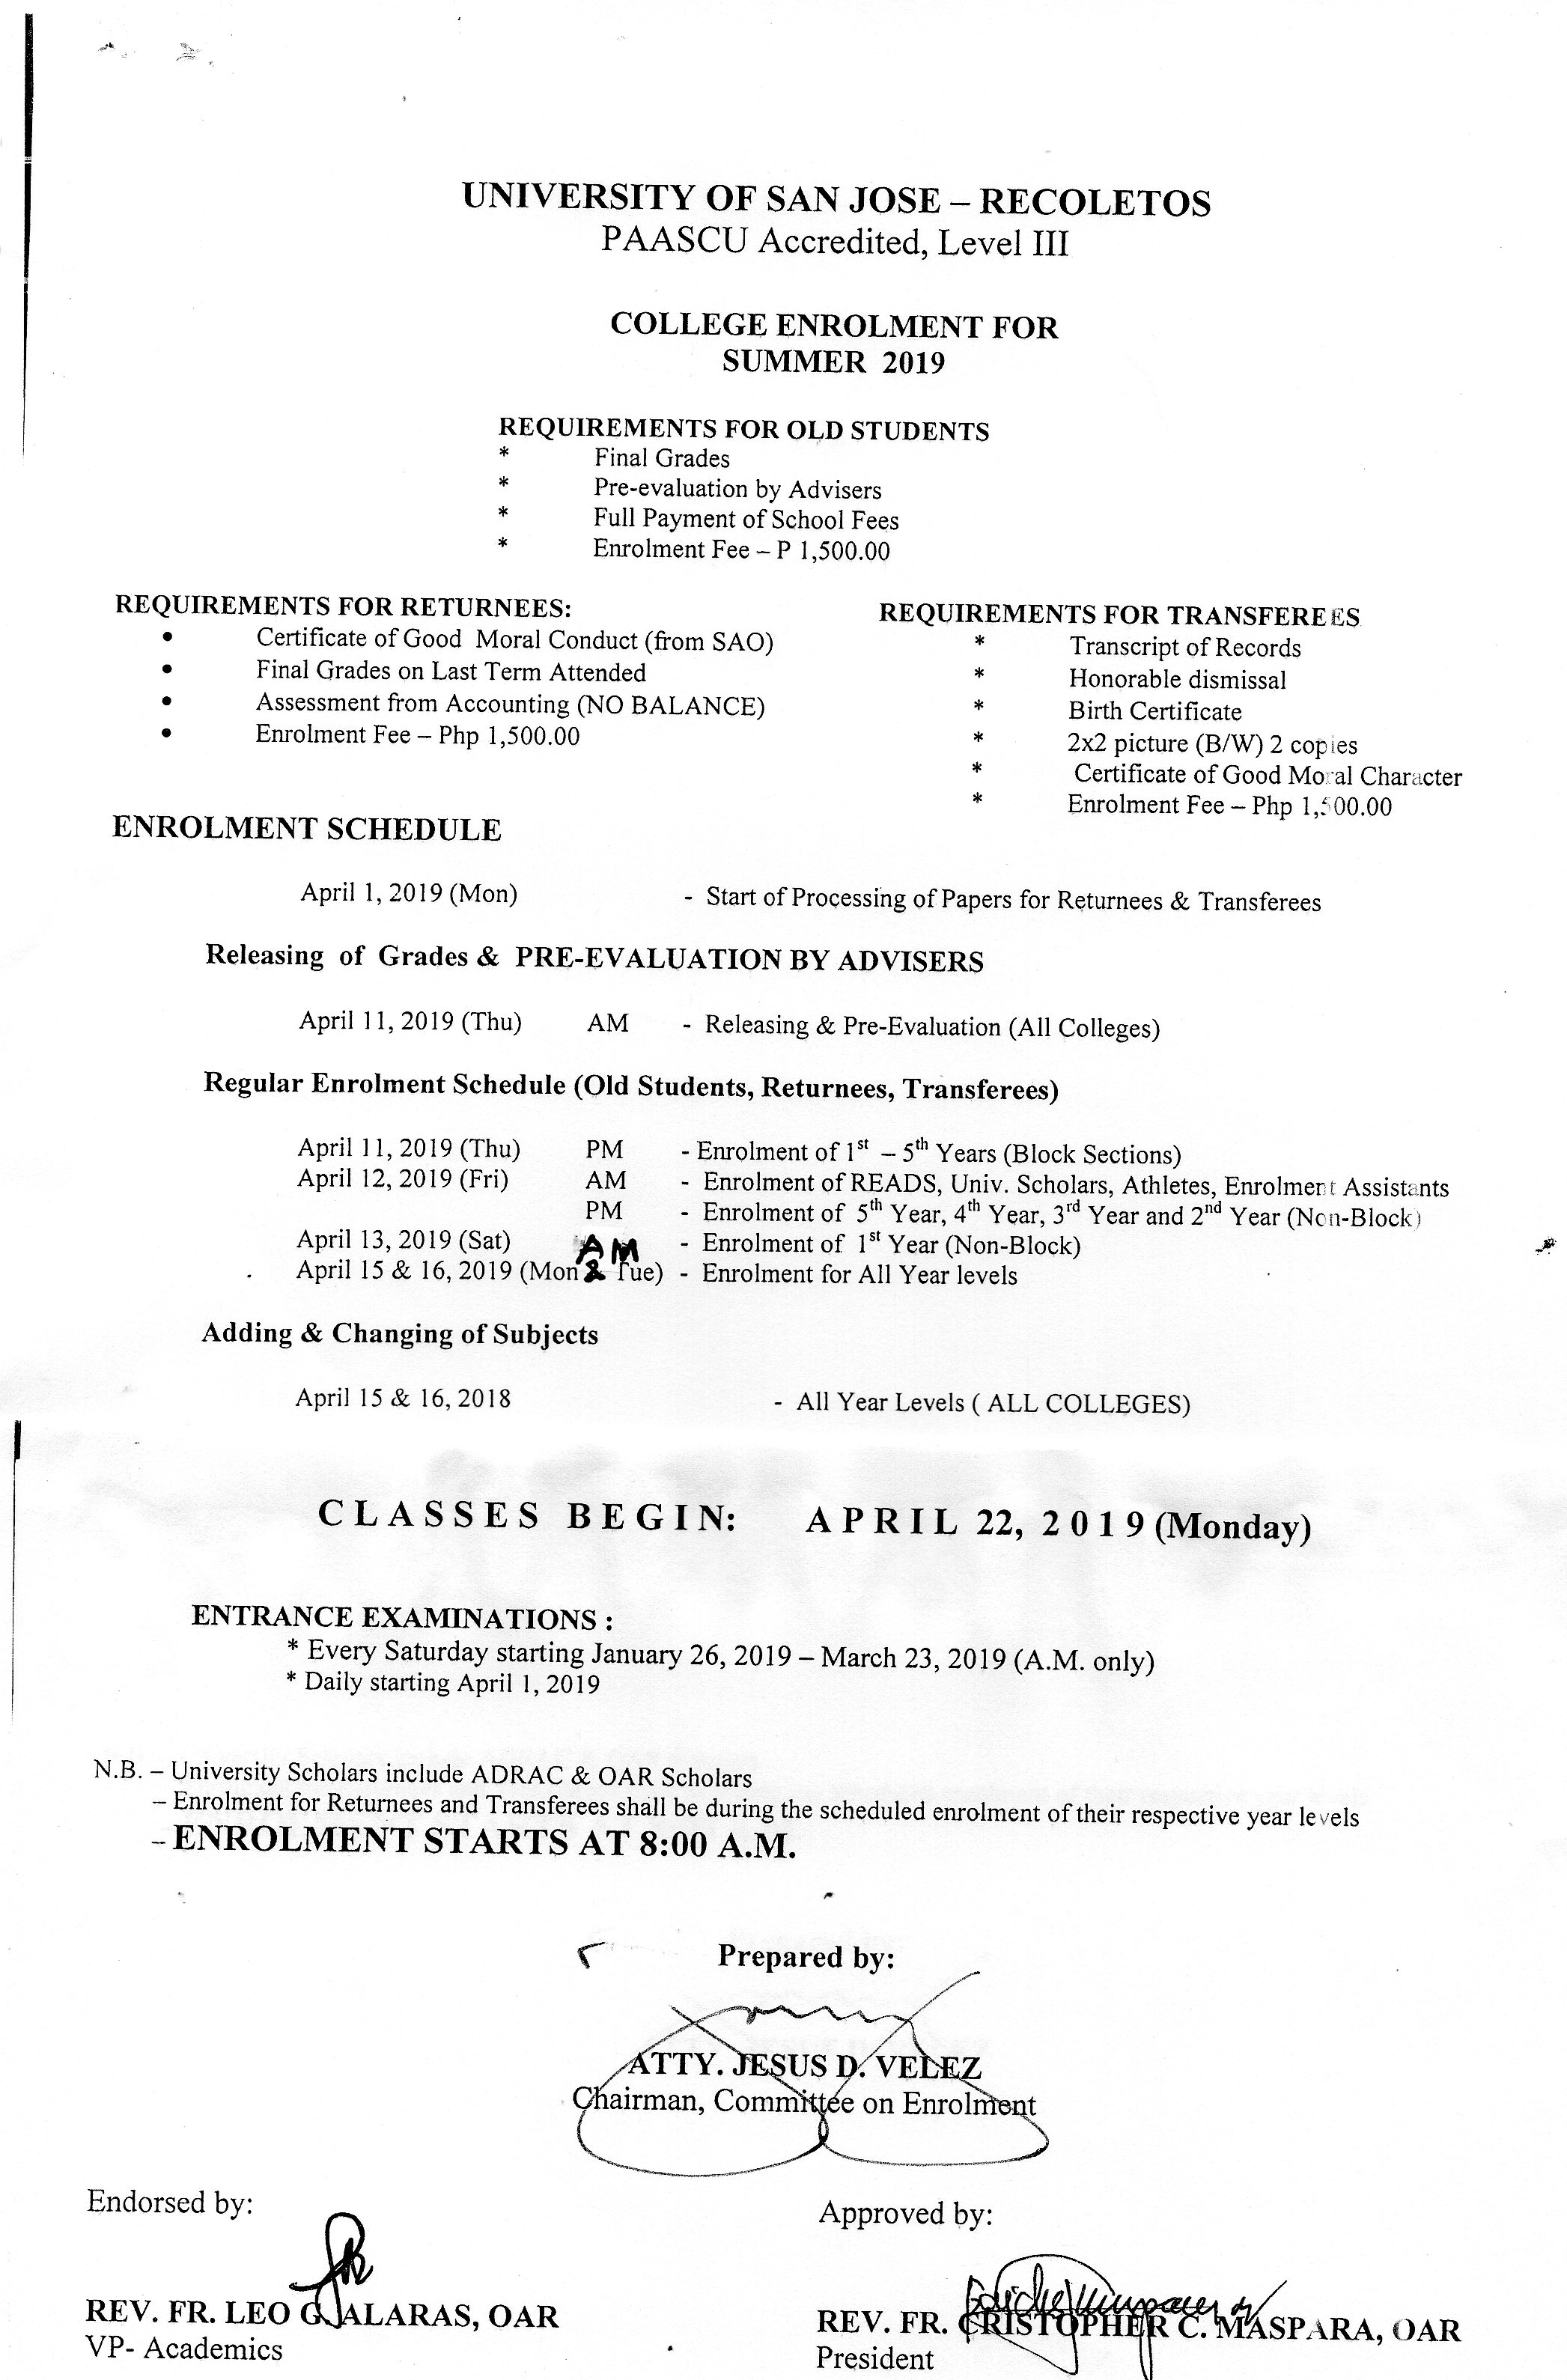 UNIVERSITY OF SAN JOSE – RECOLETOS
PAASCU Accredited, Level III
COLLEGE ENROLMENT FOR
SUMMER 2019
REQUIREMENTS FOR OLD STUDENTS
* Final Grades
* Pre-evaluation by Advisers
* Full Payment of School Fees
* Enrolment Fee – P 1,500.00
REQUIREMENTS FOR RETURNEES:
• Certificate of Good Moral Conduct (from SAO)
• Final Grades on Last Term Attended
• Assessment from Accounting (NO BALANCE)
• Enrolment Fee – Php 1,500.00
REQUIREMENTS FOR TRANSFEREES
* Transcript of Records
* Honorable dismissal
* Birth Certificate
* 2x2 picture (B/W) 2 copies
* Certificate of Good Moral Character
* Enrolment Fee – Php 1,500.00
ENROLMENT SCHEDULE
April 1, 2019 (Mon) - Start of Processing of Papers for Returnees & Transferees
Releasing of Grades & PRE-EVALUATION BY ADVISERS
April 11, 2019 (Thu) AM - Releasing & Pre-Evaluation (All Colleges)
Regular Enrolment Schedule (Old Students, Returnees, Transferees)
April 11, 2019 (Thu) PM - Enrolment of 1st – 5th Years (Block Sections)
April 12, 2019 (Fri) AM - Enrolment of READS, Univ. Scholars, Athletes, Enrolment Assistants
PM - Enrolment of 5th Year, 4th Year, 3rd Year and 2nd Year (Non-Block)
April 13, 2019 (Sat) AM - Enrolment of 1st Year (Non-Block)
April 15 & 16, 2019 (Mon & Tue) - Enrolment for All Year levels
Adding & Changing of Subjects
April 15 & 16, 2018 - All Year Levels ( ALL COLLEGES)
CLASSES BEGIN: APRIL 22, 2019 (Monday)
ENTRANCE EXAMINATIONS :
* Every Saturday starting January 26, 2019 – March 23, 2019 (A.M. only)
* Daily starting April 1, 2019
N.B. – University Scholars include ADRAC & OAR Scholars
– Enrolment for Returnees and Transferees shall be during the scheduled enrolment of their respective year levels
– ENROLMENT STARTS AT 8:00 A.M.
Prepared by:
ATTY. JESUS D. VELEZ
Chairman, Committee on Enrolment
Endorsed by:
REV. FR. LEO G. ALARAS, OAR
VP- Academics
Approved by:
REV. FR. CRISTOPHER C. MASPARA, OAR
President